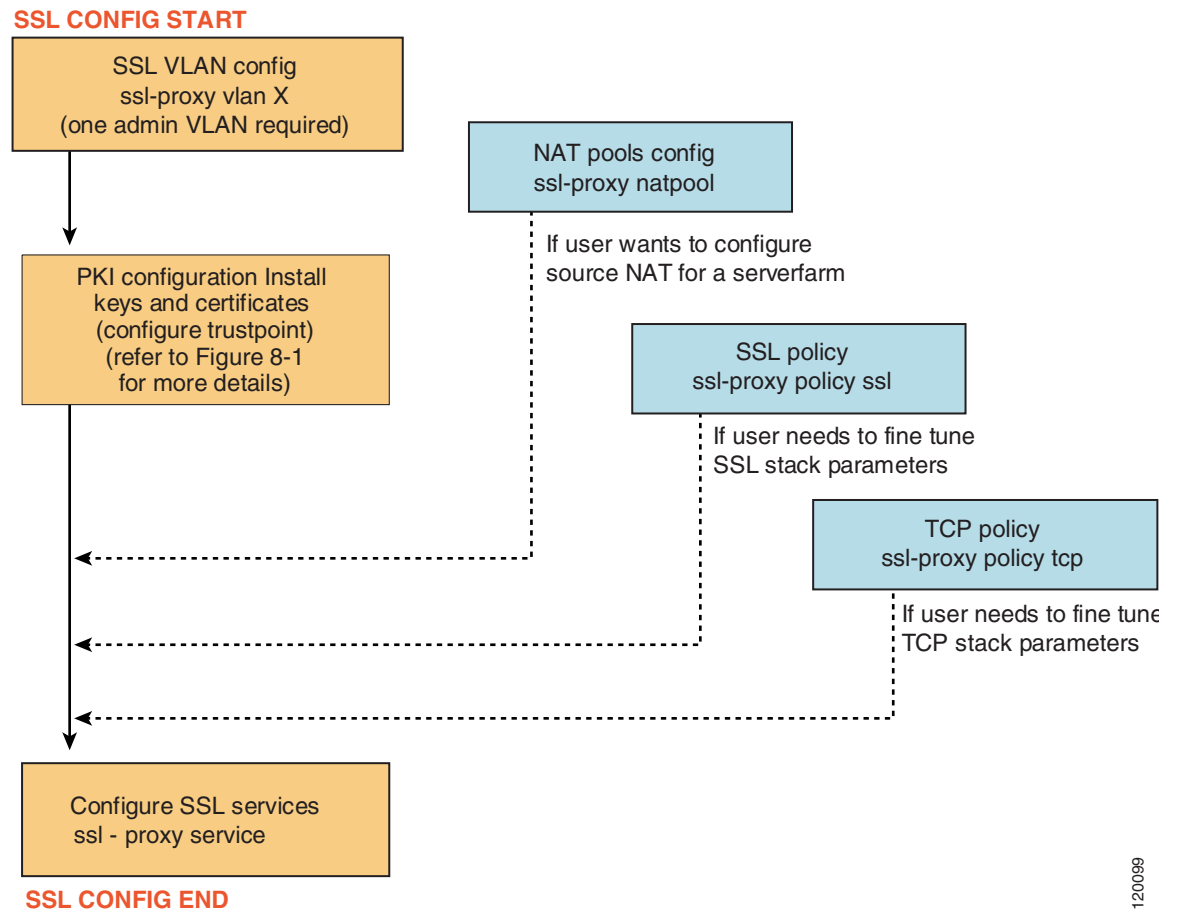 SSL CONFIG START
SSL VLAN config
ssl-proxy vlan X
(one admin VLAN required)
NAT pools config
ssl-proxy natpool
If user wants to configure
source NAT for a serverfarm
PKI configuration Install
keys and certificates
(configure trustpoint)
(refer to Figure 8-1
for more details)
SSL policy
ssl-proxy policy ssl
If user needs to fine tune
SSL stack parameters
TCP policy
ssl-proxy policy tcp
If user needs to fine tune
TCP stack parameters
Configure SSL services
ssl - proxy service
SSL CONFIG END
120099